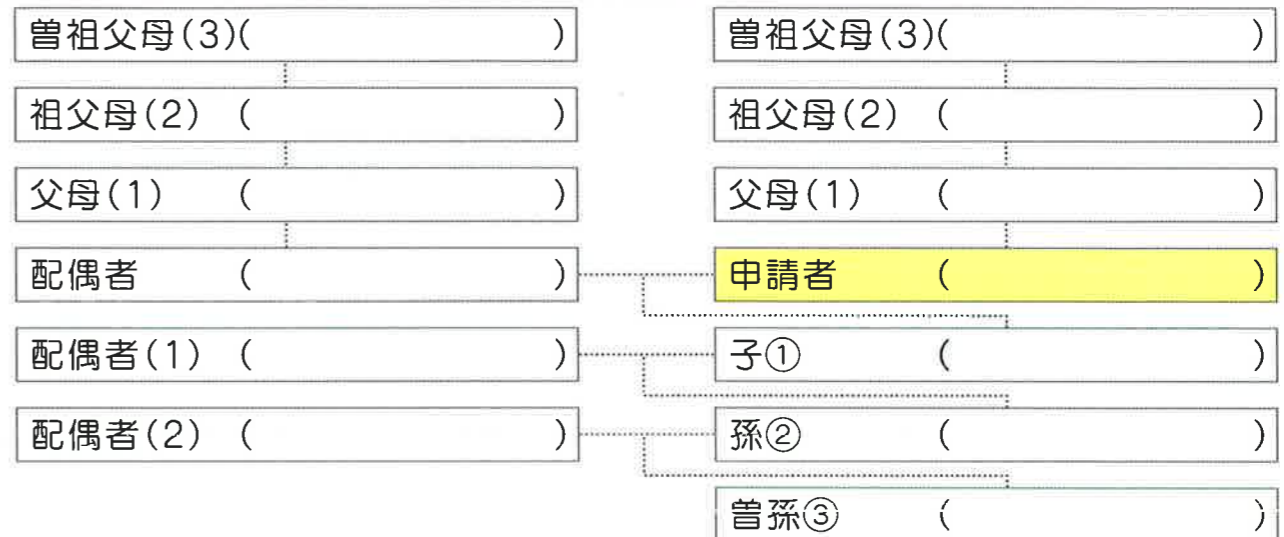 曽祖父母(3)( ) 曽祖父母(3)( )
祖父母(2) ( ) 祖父母(2) ( )
父母(1) ( ) 父母(1) ( )
配偶者 ( ) 申請者 ( )
配偶者(1) ( ) 子① ( )
配偶者(2) ( ) 孫② ( )
曽孫③ ( )